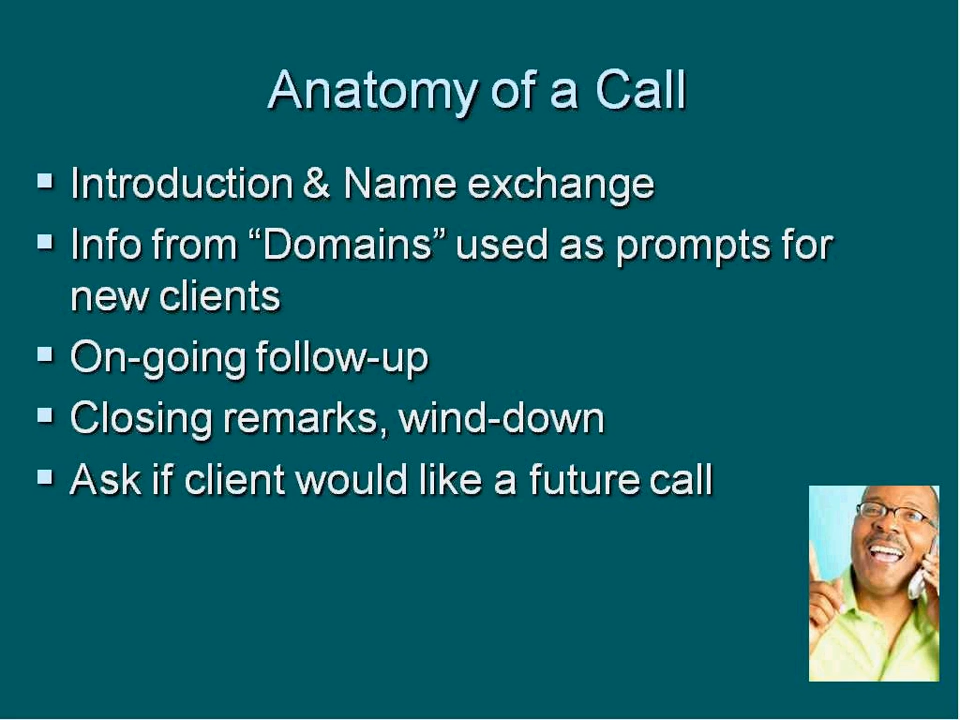 Anatomy of a Call
▪ Introduction & Name exchange
▪ Info from “Domains” used as prompts for
new clients
▪ On-going follow-up
▪ Closing remarks, wind-down
▪ Ask if client would like a future call